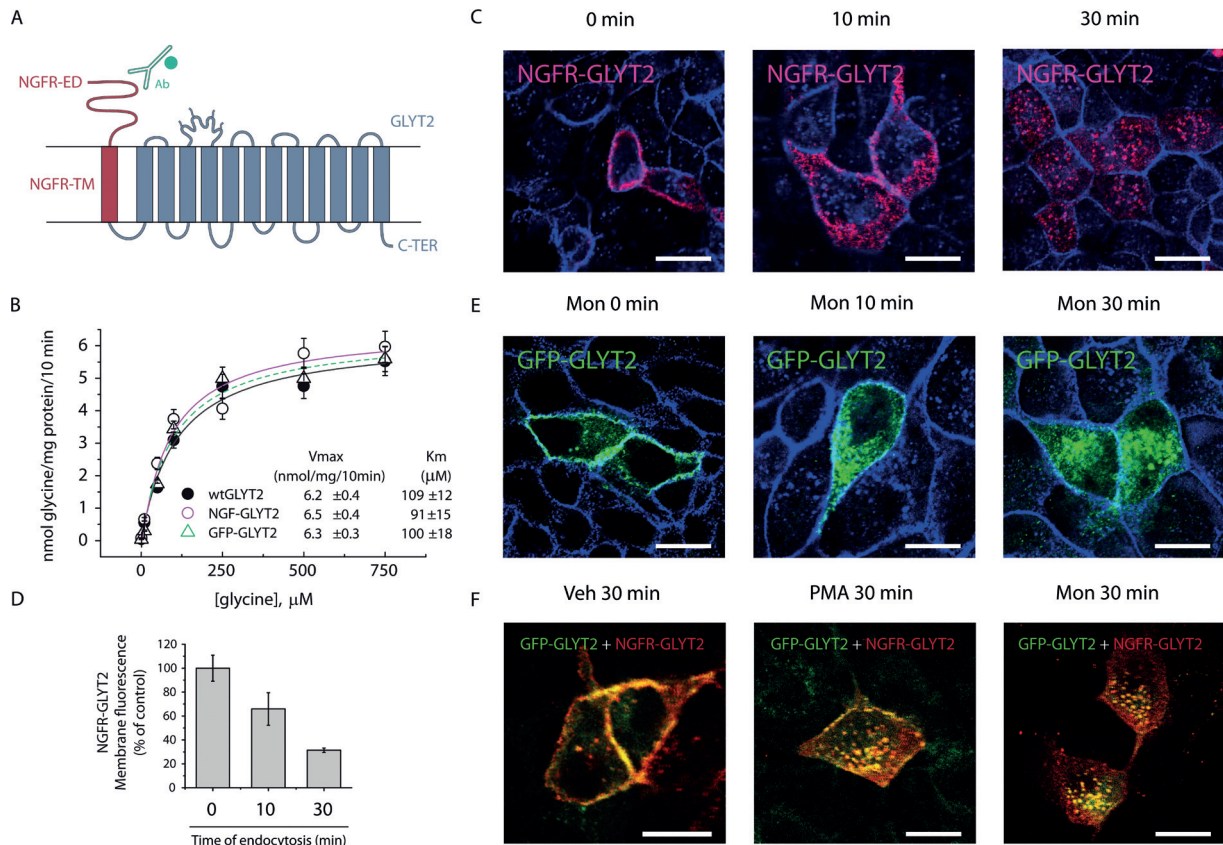 A
NGFR-ED
Ab
GLYT2
NGFR-TM
C-TER
B
nmol glycine/mg protein/10 min
6
5
4
3
2
1
0
Vmax
(nmol/mg/10min)
Km
(μM)
wtGLYT2 6.2 ±0.4 109 ±12
NGF-GLYT2 6.5 ±0.4 91 ±15
GFP-GLYT2 6.3 ±0.3 100 ±18
0 250 500 750
[glycine], μM
C
0 min 10 min 30 min
NGFR-GLYT2 NGFR-GLYT2 NGFR-GLYT2
D
NGFR-GLYT2
Membrane fluorescence
(% of control)
120
100
80
60
40
20
0
0 10 30
Time of endocytosis (min)
E
Mon 0 min Mon 10 min Mon 30 min
GFP-GLYT2 GFP-GLYT2 GFP-GLYT2
F
Veh 30 min PMA 30 min Mon 30 min
GFP-GLYT2 + NGFR-GLYT2 GFP-GLYT2 + NGFR-GLYT2 GFP-GLYT2 + NGFR-GLYT2